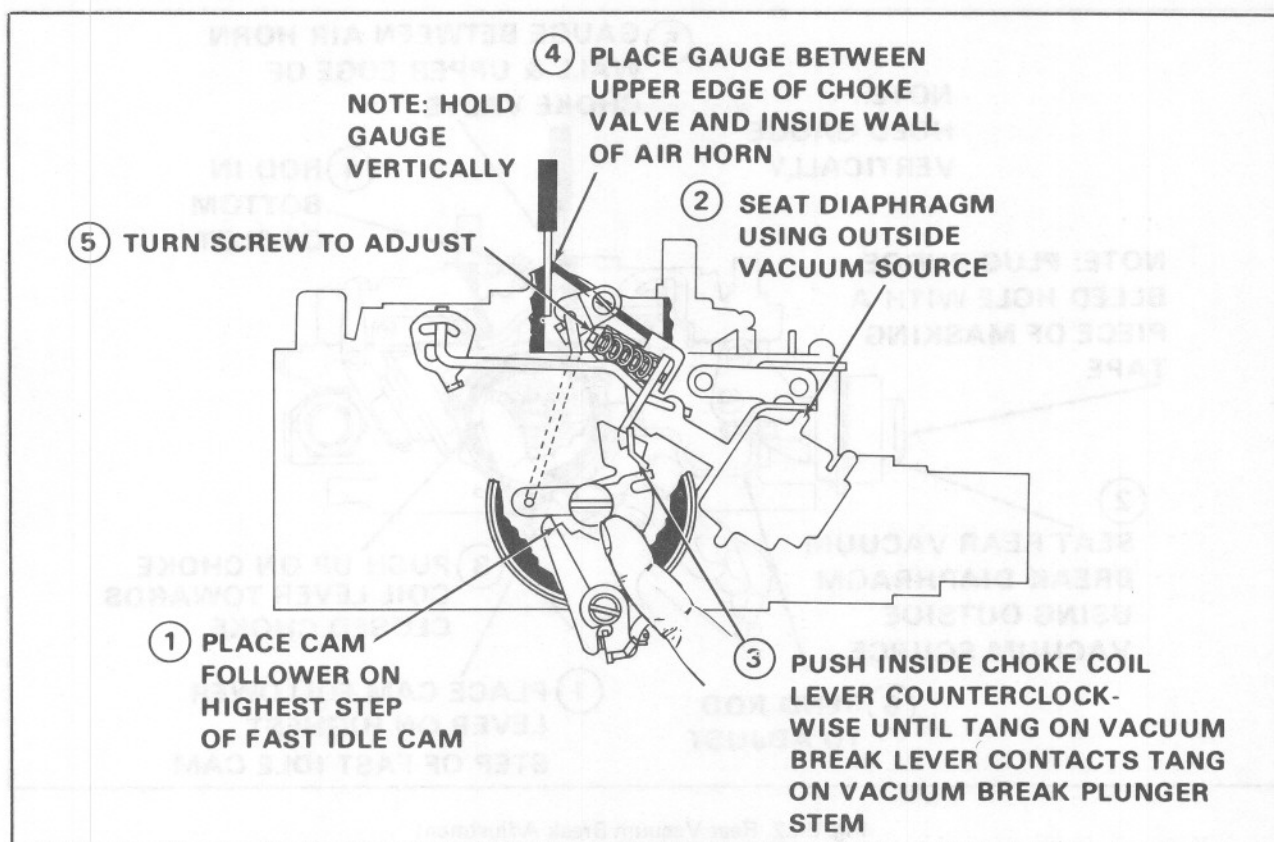 ④ PLACE GAUGE BETWEEN
UPPER EDGE OF CHOKE
VALVE AND INSIDE WALL
OF AIR HORN
NOTE: HOLD
GAUGE
VERTICALLY
② SEAT DIAPHRAGM
USING OUTSIDE
VACUUM SOURCE
⑤ TURN SCREW TO ADJUST
① PLACE CAM
FOLLOWER ON
HIGHEST STEP
OF FAST IDLE CAM
③ PUSH INSIDE CHOKE COIL
LEVER COUNTERCLOCK-
WISE UNTIL TANG ON VACUUM
BREAK LEVER CONTACTS TANG
ON VACUUM BREAK PLUNGER
STEM